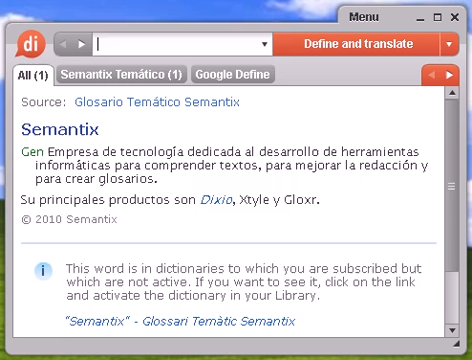 Menu
di
Define and translate
All (1)
Semantix Temático (1)
Google Define
Source: Glosario Temático Semantix
Semantix
Gen Empresa de tecnología dedicada al desarrollo de herramientas
informáticas para comprender textos, para mejorar la redacción y
para crear glosarios.
Su principales productos son Dixio, Xtyle y Gloxr.
© 2010 Semantix
i
This word is in dictionaries to which you are subscribed but
which are not active. If you want to see it, click on the link
and activate the dictionary in your Library.
"Semantix" - Glossari Temàtic Semantix